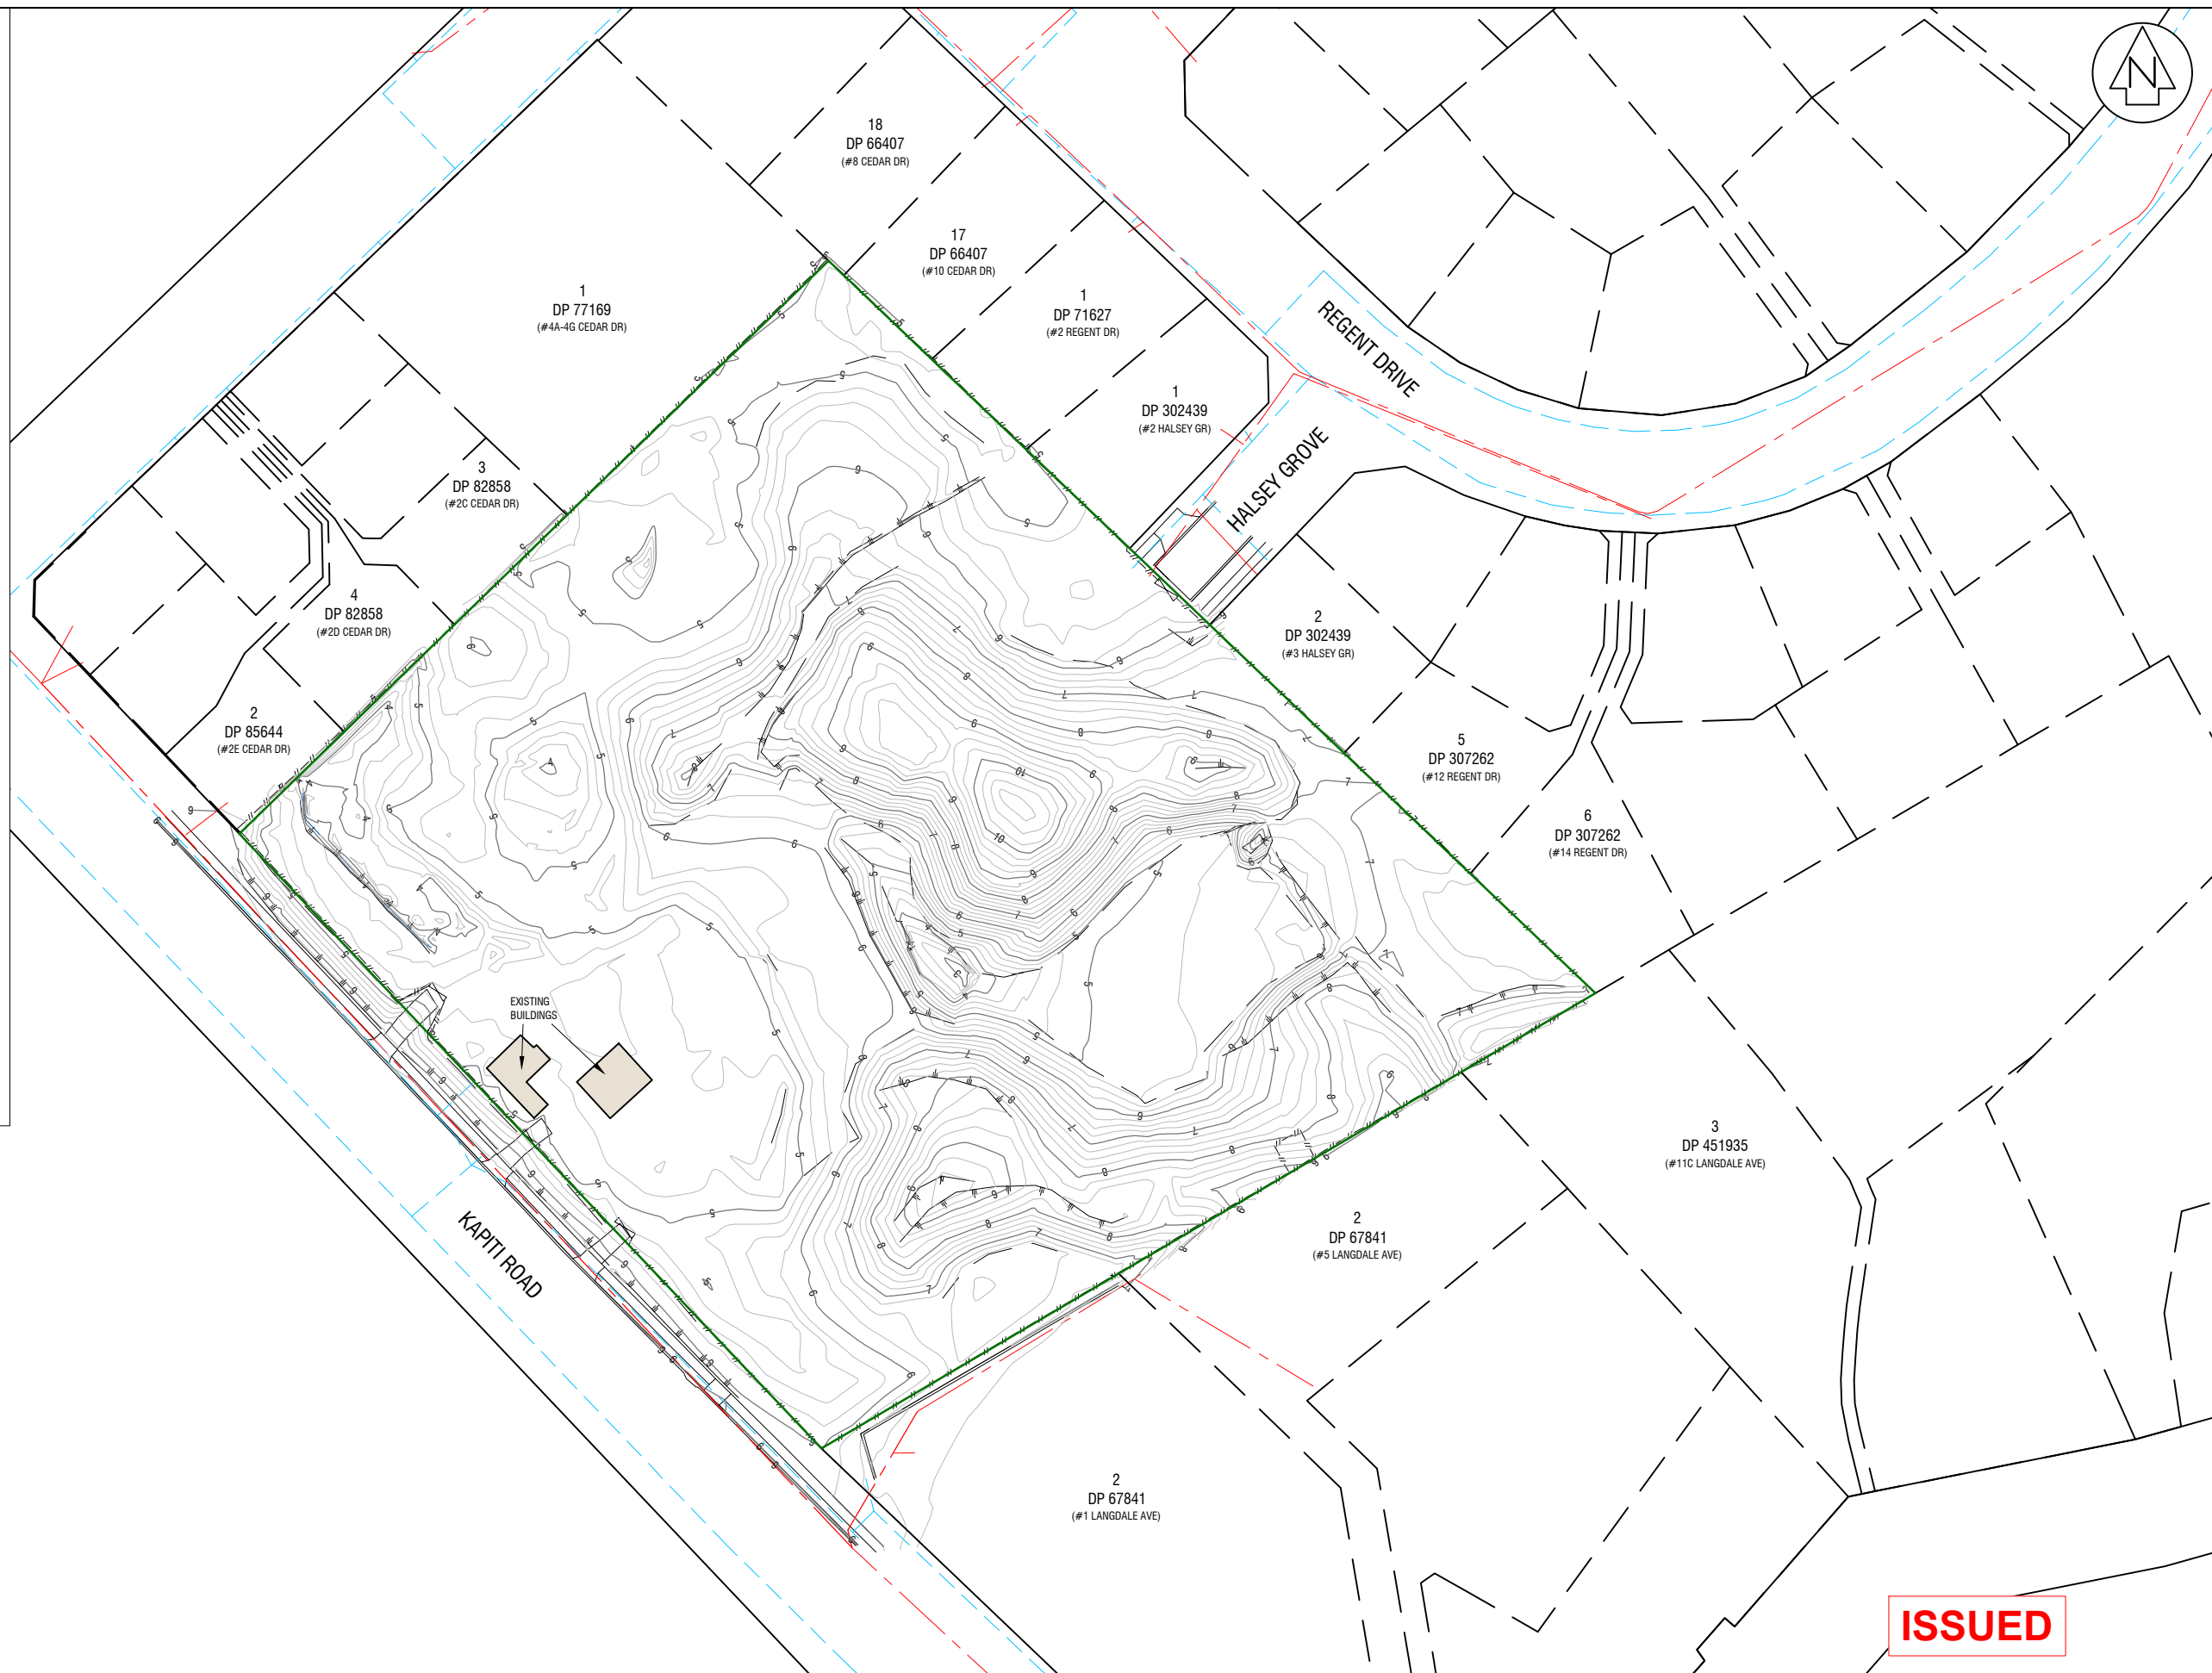 N
18
DP 66407
(#8 CEDAR DR)
17
DP 66407
(#10 CEDAR DR)
1
DP 77169
(#4A-4G CEDAR DR)
1
DP 71627
(#2 REGENT DR)
REGENT DRIVE
1
DP 302439
(#2 HALSEY GR)
HALSEY GROVE
3
DP 82858
(#2C CEDAR DR)
4
DP 82858
(#2D CEDAR DR)
2
DP 302439
(#3 HALSEY GR)
2
DP 85644
(#2E CEDAR DR)
5
DP 307262
(#12 REGENT DR)
6
DP 307262
(#14 REGENT DR)
EXISTING
BUILDINGS
3
DP 451935
(#11C LANGDALE AVE)
2
DP 67841
(#5 LANGDALE AVE)
KAPITI ROAD
2
DP 67841
(#1 LANGDALE AVE)
ISSUED